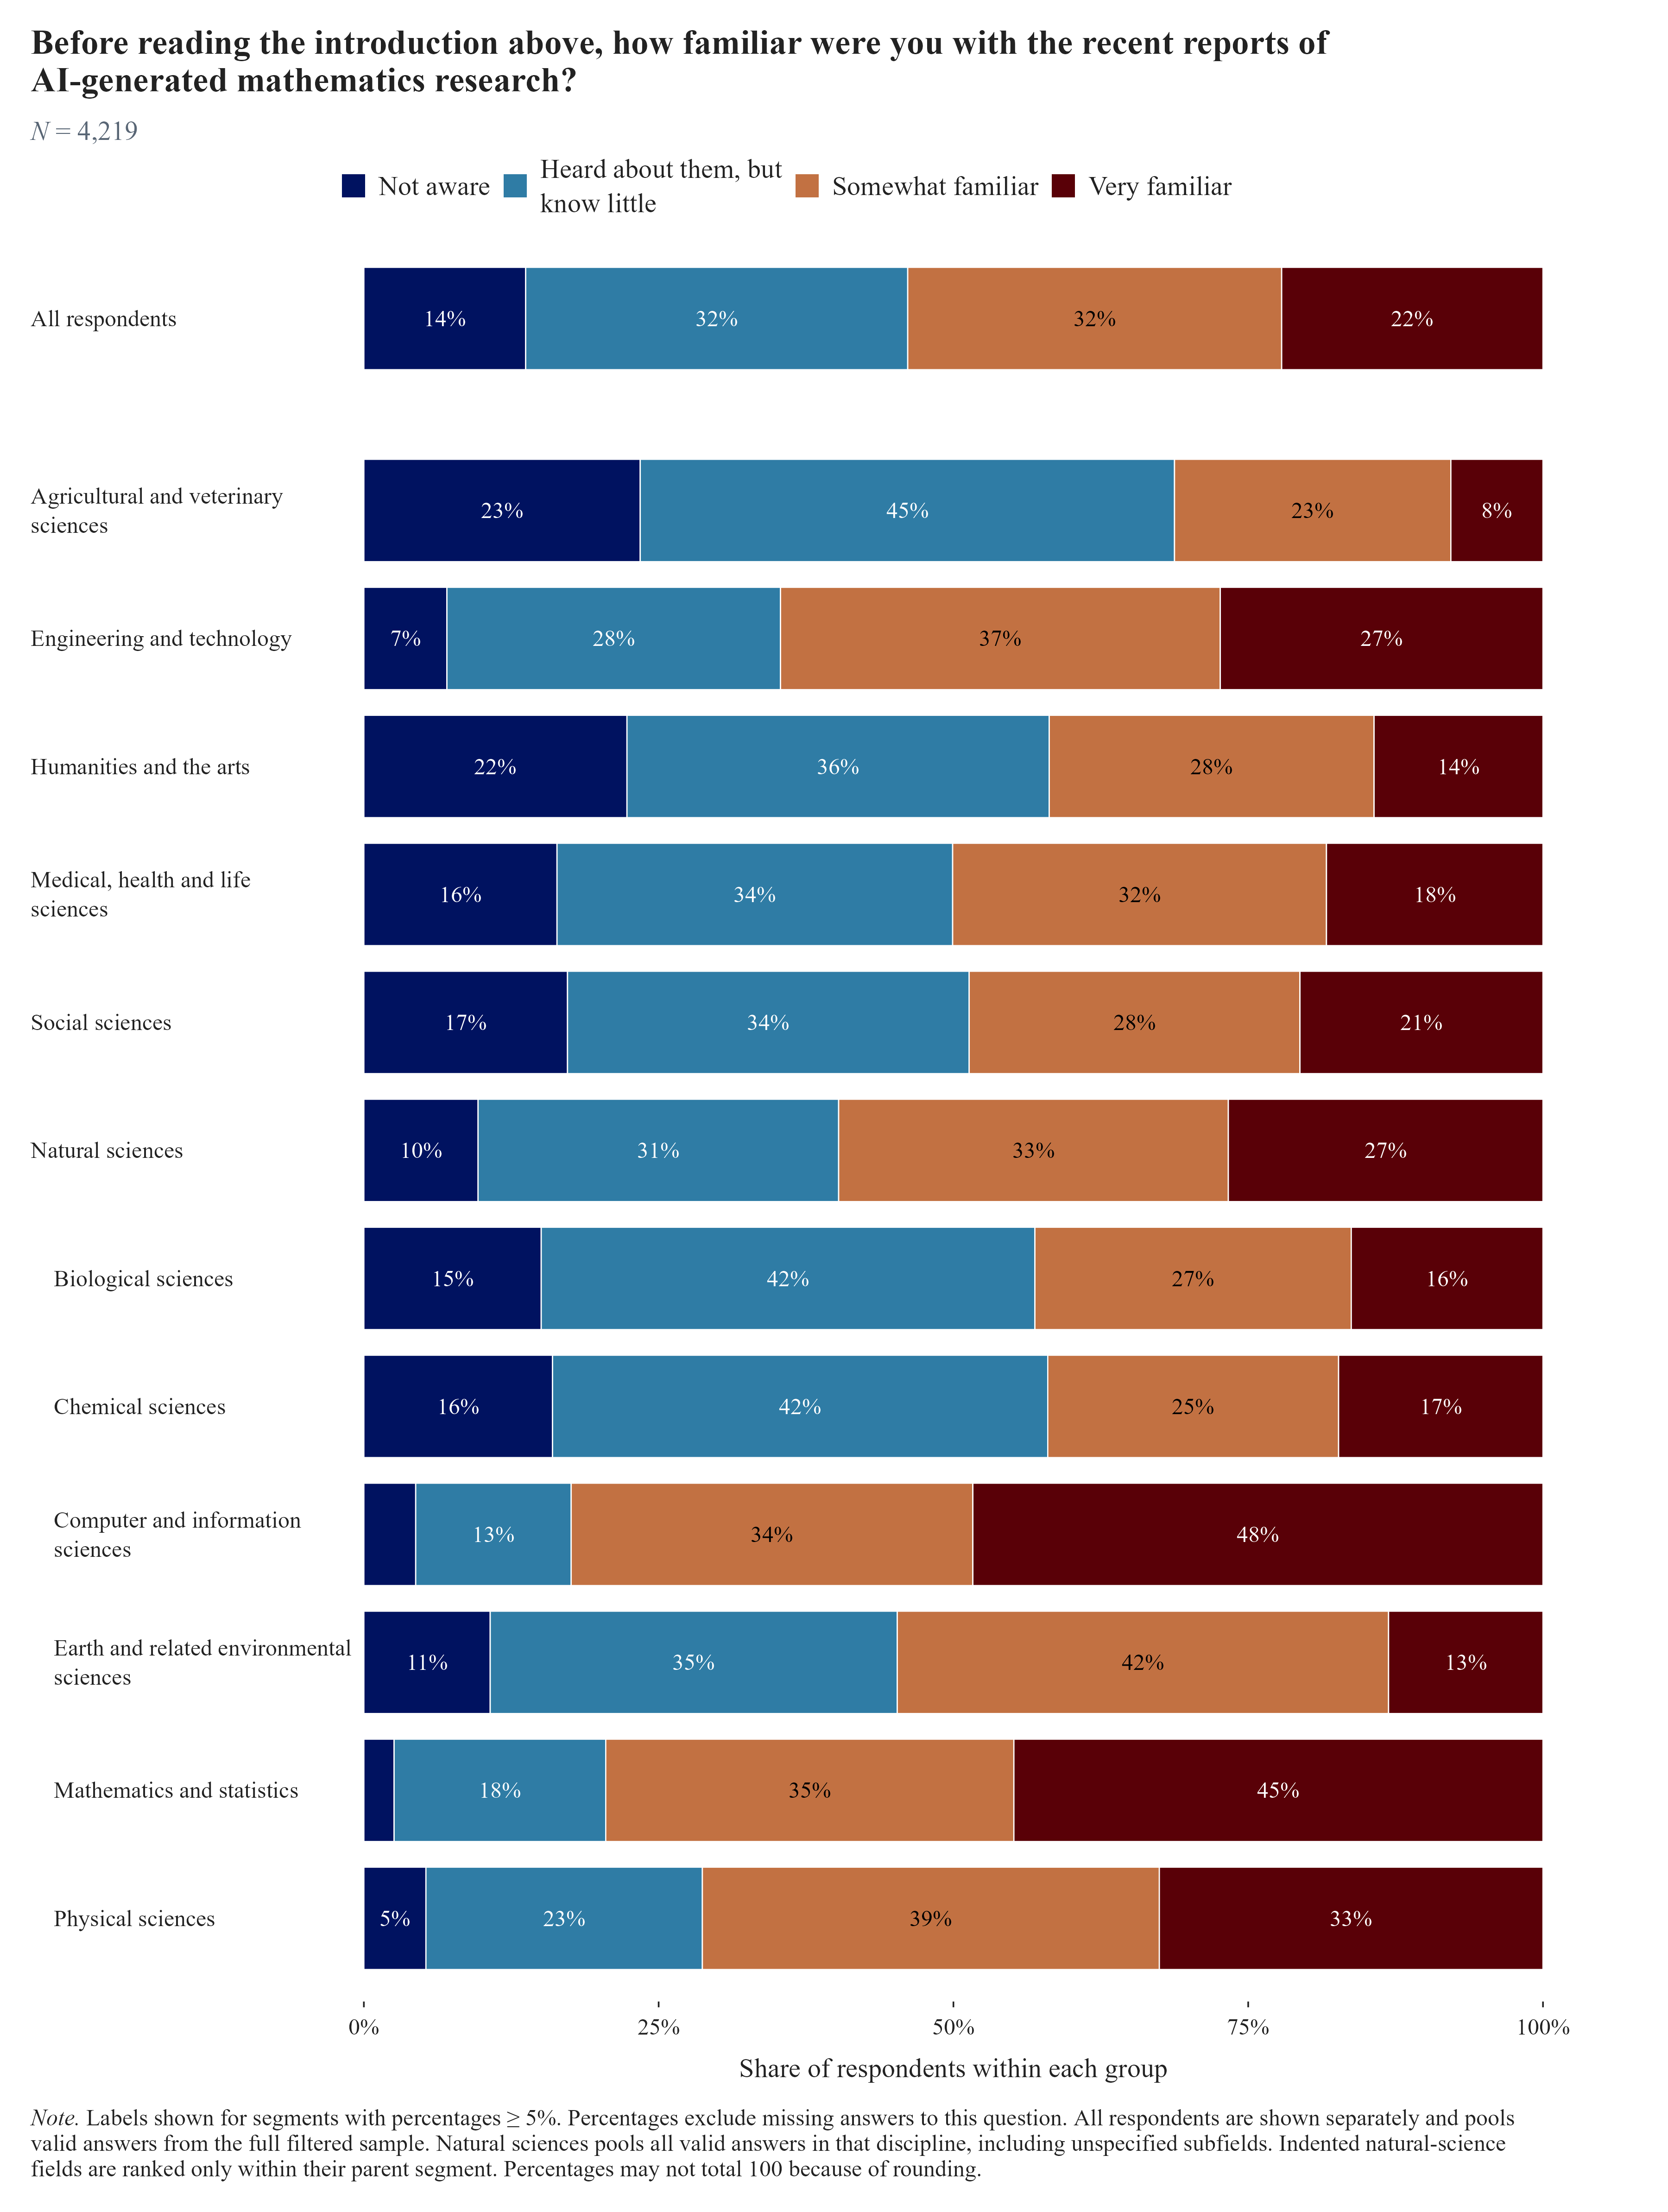 Before reading the introduction above, how familiar were you with the recent reports of
AI-generated mathematics research?
N = 4,219
Not aware
Heard about them, but
know little
Somewhat familiar
Very familiar
All respondents
14%
32%
32%
22%
Agricultural and veterinary
sciences
23%
45%
23%
8%
Engineering and technology
7%
28%
37%
27%
Humanities and the arts
22%
36%
28%
14%
Medical, health and life
sciences
16%
34%
32%
18%
Social sciences
17%
34%
28%
21%
Natural sciences
10%
31%
33%
27%
Biological sciences
15%
42%
27%
16%
Chemical sciences
16%
42%
25%
17%
Computer and information
sciences
13%
34%
48%
Earth and related environmental
sciences
11%
35%
42%
13%
Mathematics and statistics
18%
35%
45%
Physical sciences
5%
23%
39%
33%
0%
25%
50%
75%
100%
Share of respondents within each group
Note. Labels shown for segments with percentages ≥ 5%. Percentages exclude missing answers to this question. All respondents are shown separately and pools
valid answers from the full filtered sample. Natural sciences pools all valid answers in that discipline, including unspecified subfields. Indented natural-science
fields are ranked only within their parent segment. Percentages may not total 100 because of rounding.